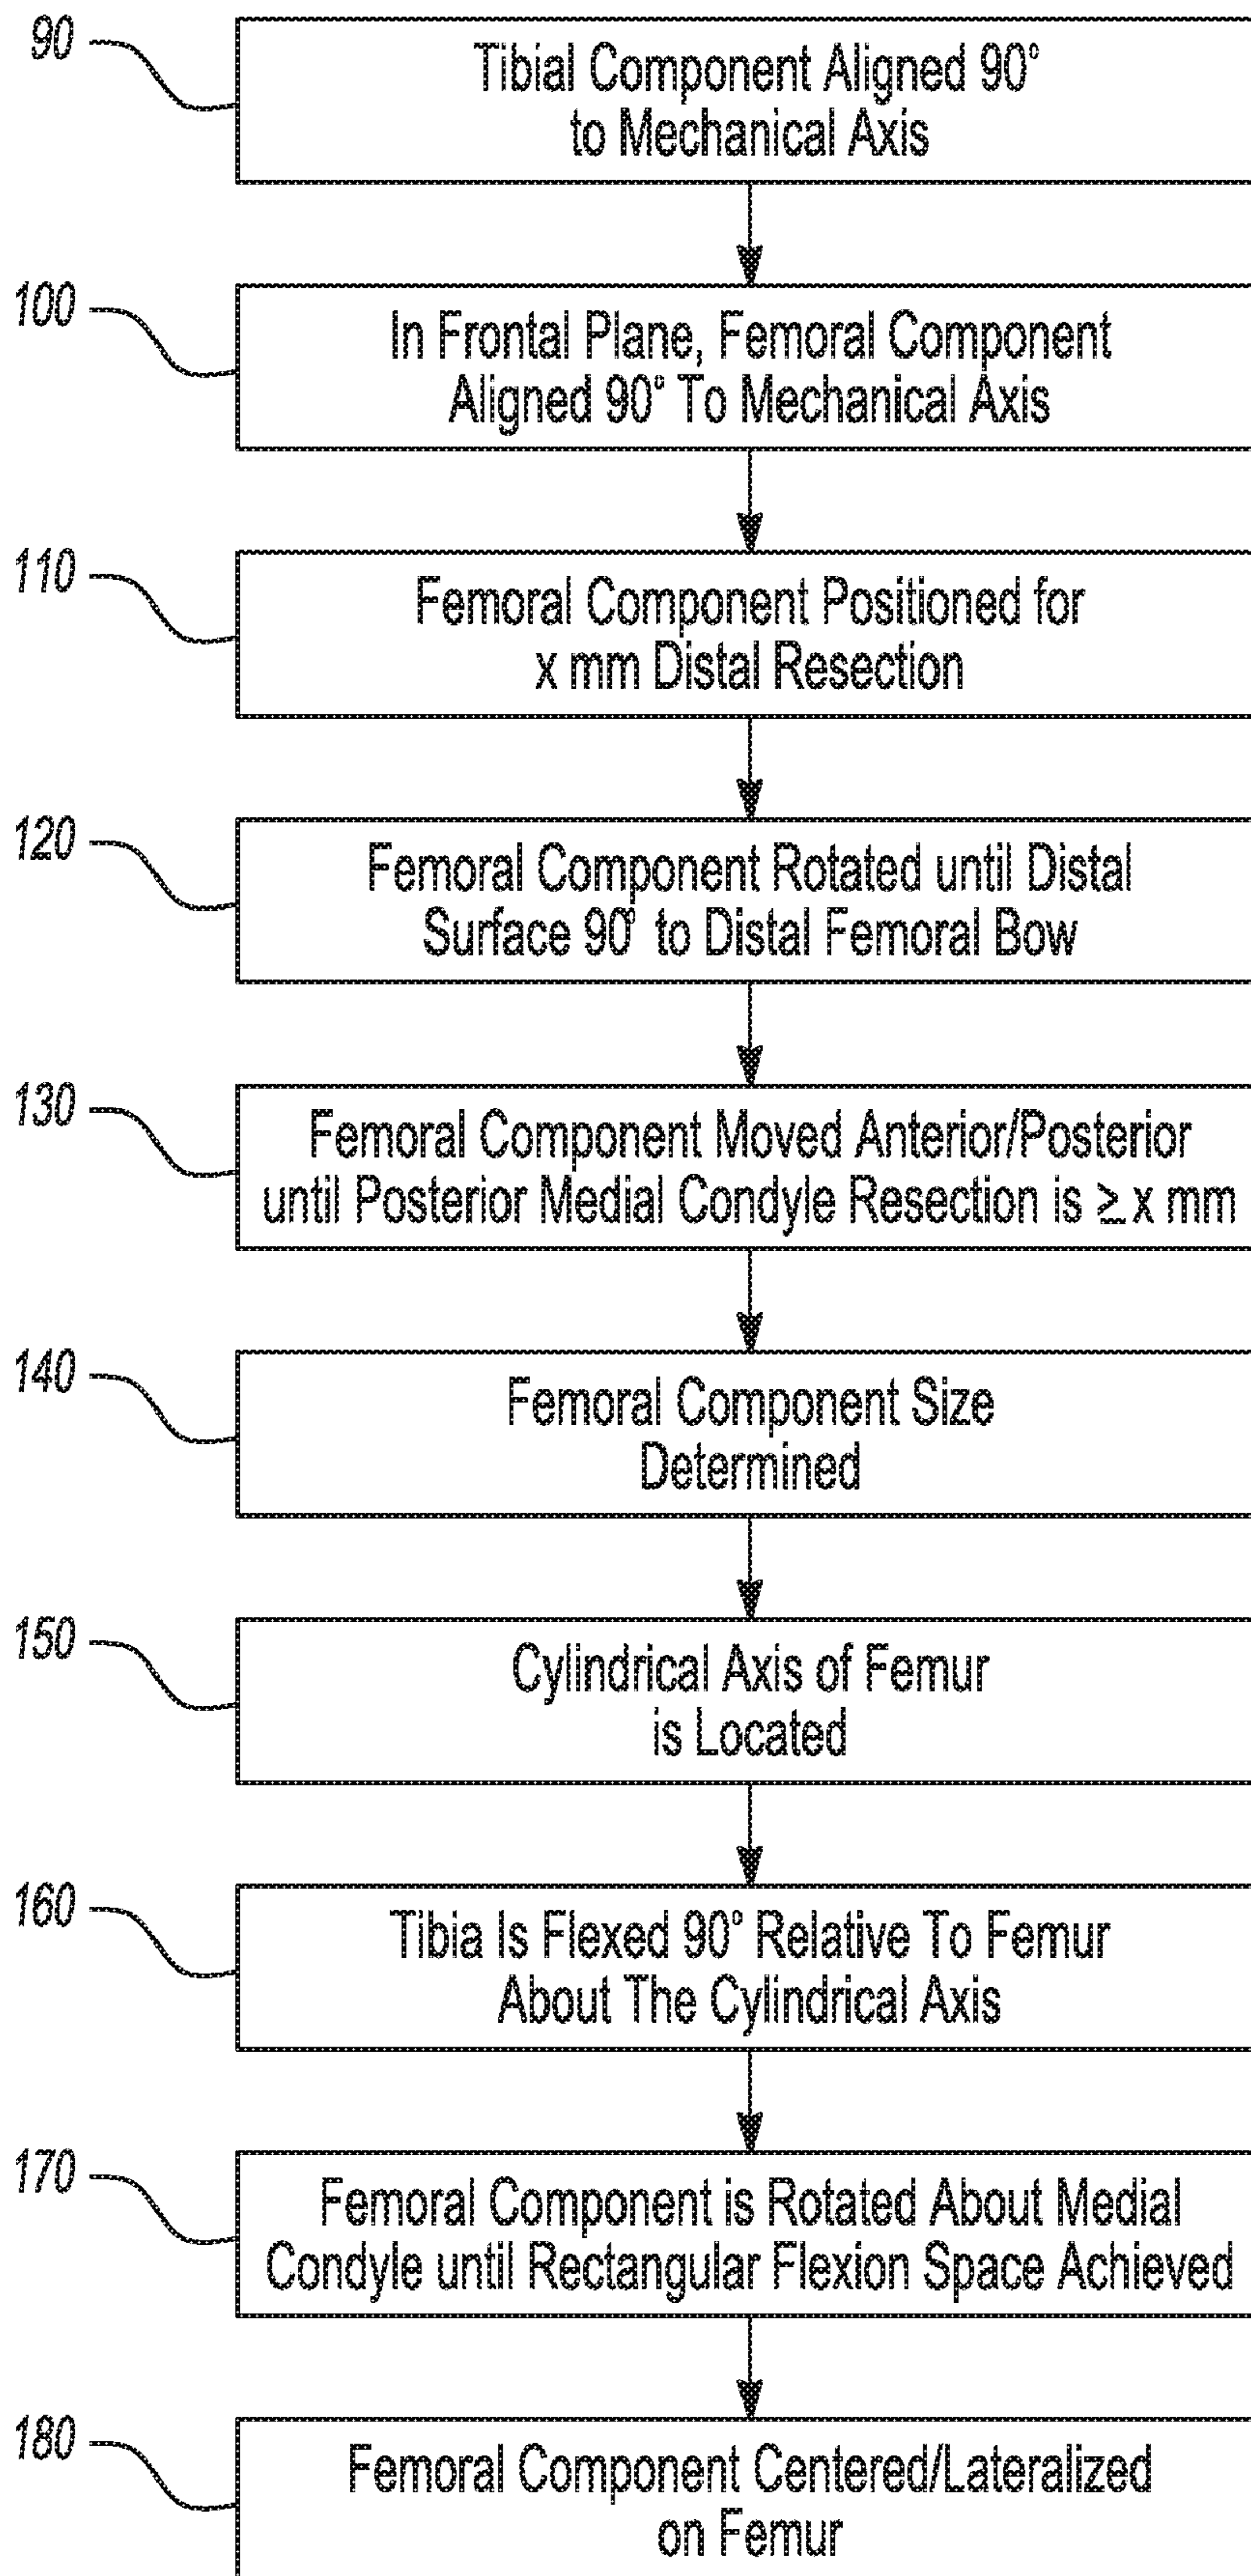 90
Tibial Component Aligned 90°
to Mechanical Axis
100
In Frontal Plane, Femoral Component
Aligned 90° To Mechanical Axis
110
Femoral Component Positioned for
x mm Distal Resection
120
Femoral Component Rotated until Distal
Surface 90° to Distal Femoral Bow
130
Femoral Component Moved Anterior/Posterior
until Posterior Medial Condyle Resection is ≥ x mm
140
Femoral Component Size
Determined
150
Cylindrical Axis of Femur
is Located
160
Tibia Is Flexed 90° Relative To Femur
About The Cylindrical Axis
170
Femoral Component is Rotated About Medial
Condyle until Rectangular Flexion Space Achieved
180
Femoral Component Centered/Lateralized
on Femur